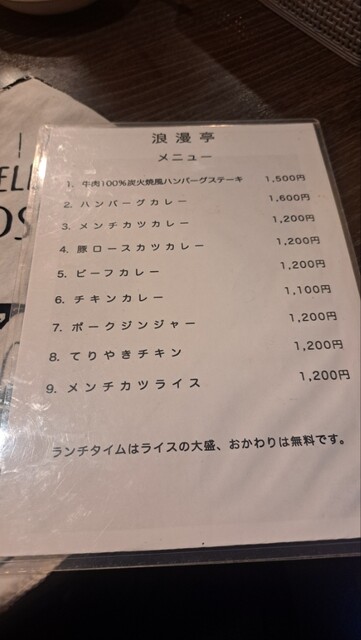 浪漫亭
メニュー
1. 牛肉100%炭火焼風ハンバーグステーキ 1,500円
2. ハンバーグカレー 1,600円
3. メンチカツカレー 1,200円
4. 豚ロースカツカレー 1,200円
5. ビーフカレー 1,200円
6. チキンカレー 1,100円
7. ポークジンジャー 1,200円
8. てりやきチキン 1,200円
9. メンチカツライス 1,200円
ランチタイムはライスの大盛、おかわりは無料です。